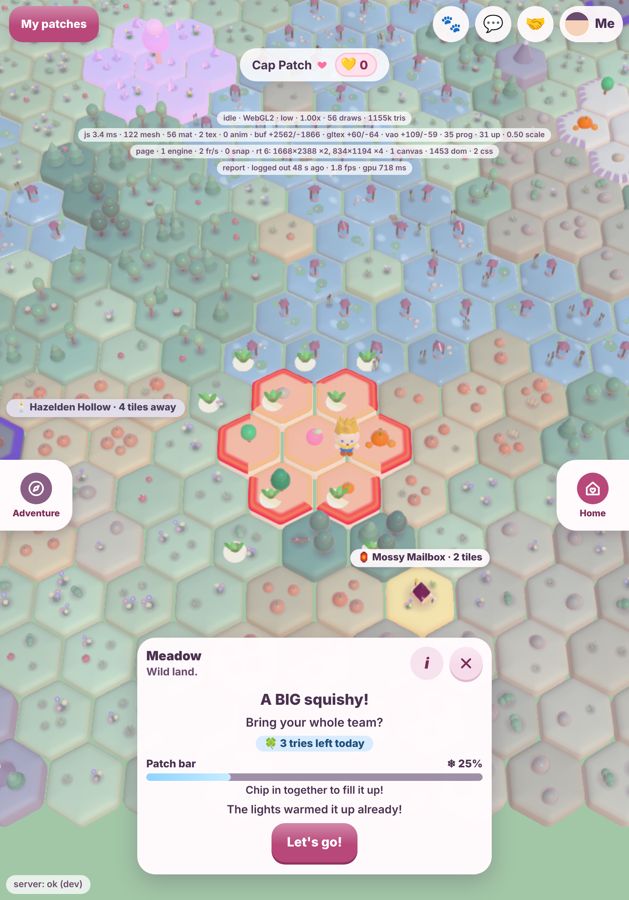 My patches
Me
Cap Patch
0
idle · WebGL2 · low · 1.00x · 56 draws · 1155k tris
js 3.4 ms · 122 mesh · 56 mat · 2 tex · 0 anim · buf +2562/−1866 · gltex +60/−64 · vao +109/−59 · 35 prog · 31 up · 0.50 scale
page · 1 engine · 2 fr/s · 0 snap · rt 6: 1668×2388 ×2, 834×1194 ×4 · 1 canvas · 1453 dom · 2 css
report · logged out 48 s ago · 1.8 fps · gpu 718 ms
Hazelden Hollow · 4 tiles away
Adventure
Home
Mossy Mailbox · 2 tiles
Meadow
Wild land.
i
A BIG squishy!
Bring your whole team?
3 tries left today
Patch bar
25%
Chip in together to fill it up!
The lights warmed it up already!
Let's go!
server: ok (dev)